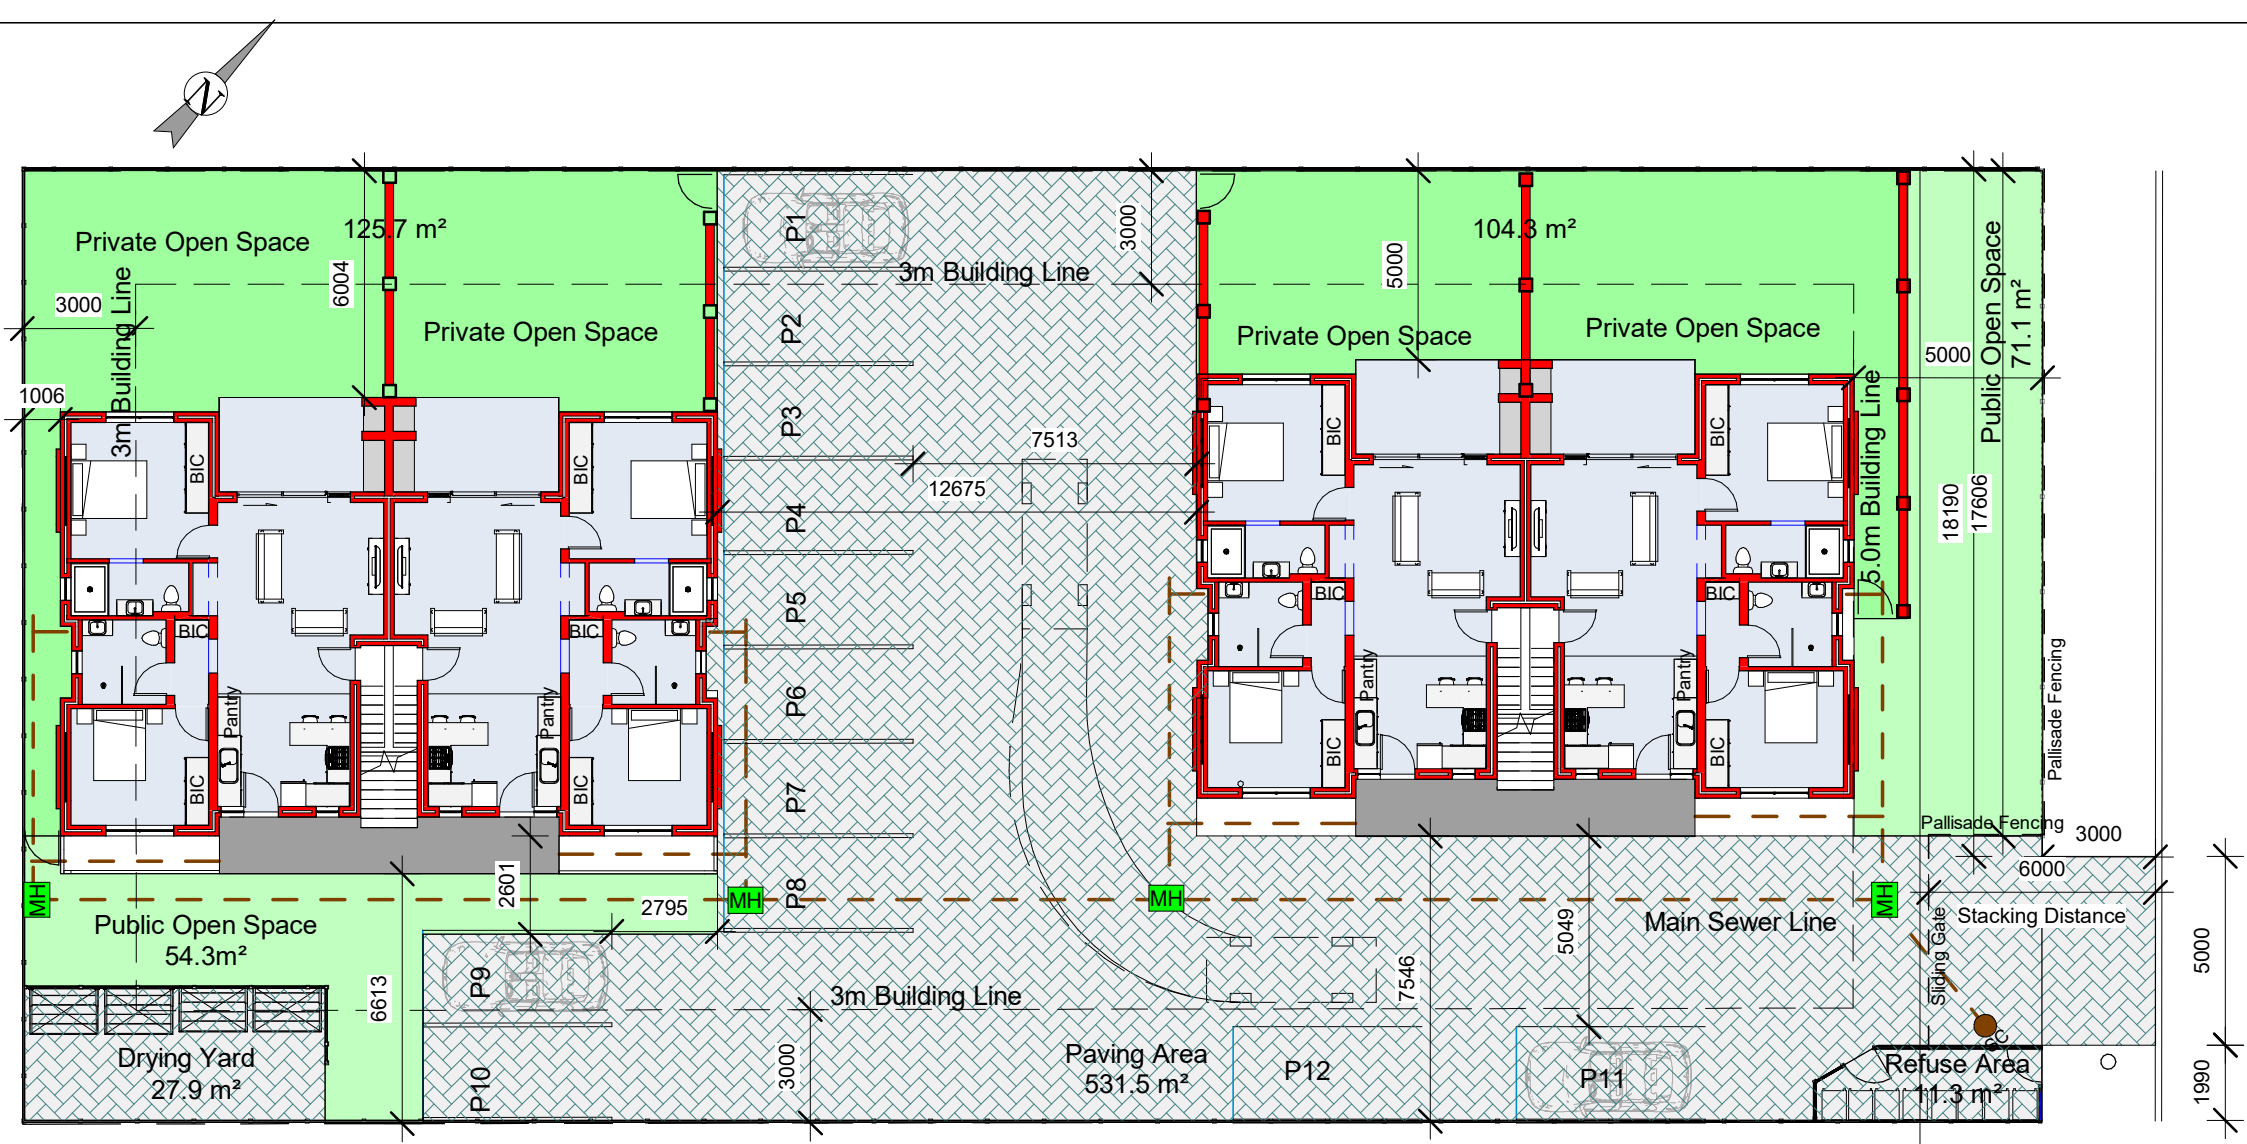 N
Private Open Space
125.7 m²
6004
3000
3m Building Line
1006
Private Open Space
P1
P2
P3
P4
P5
P6
P7
P8
3000
3m Building Line
7513
12675
104.3 m²
5000
Private Open Space
Private Open Space
5000
Public Open Space
71.1 m²
5.0m Building Line
18190
17606
BIC
BIC
BIC
BIC
BIC
BIC
BIC
BIC
BIC
BIC
BIC
BIC
Pantry
Pantry
Pantry
Pantry
Pallisade Fencing
Pallisade Fencing
3000
6000
Stacking Distance
Sliding Gate
5000
1990
MH
MH
MH
MH
Public Open Space
54.3m²
2601
2795
6613
P9
P10
3m Building Line
3000
Main Sewer Line
5049
7546
Paving Area
531.5 m²
P12
P11
Drying Yard
27.9 m²
Refuse Area
11.3 m²